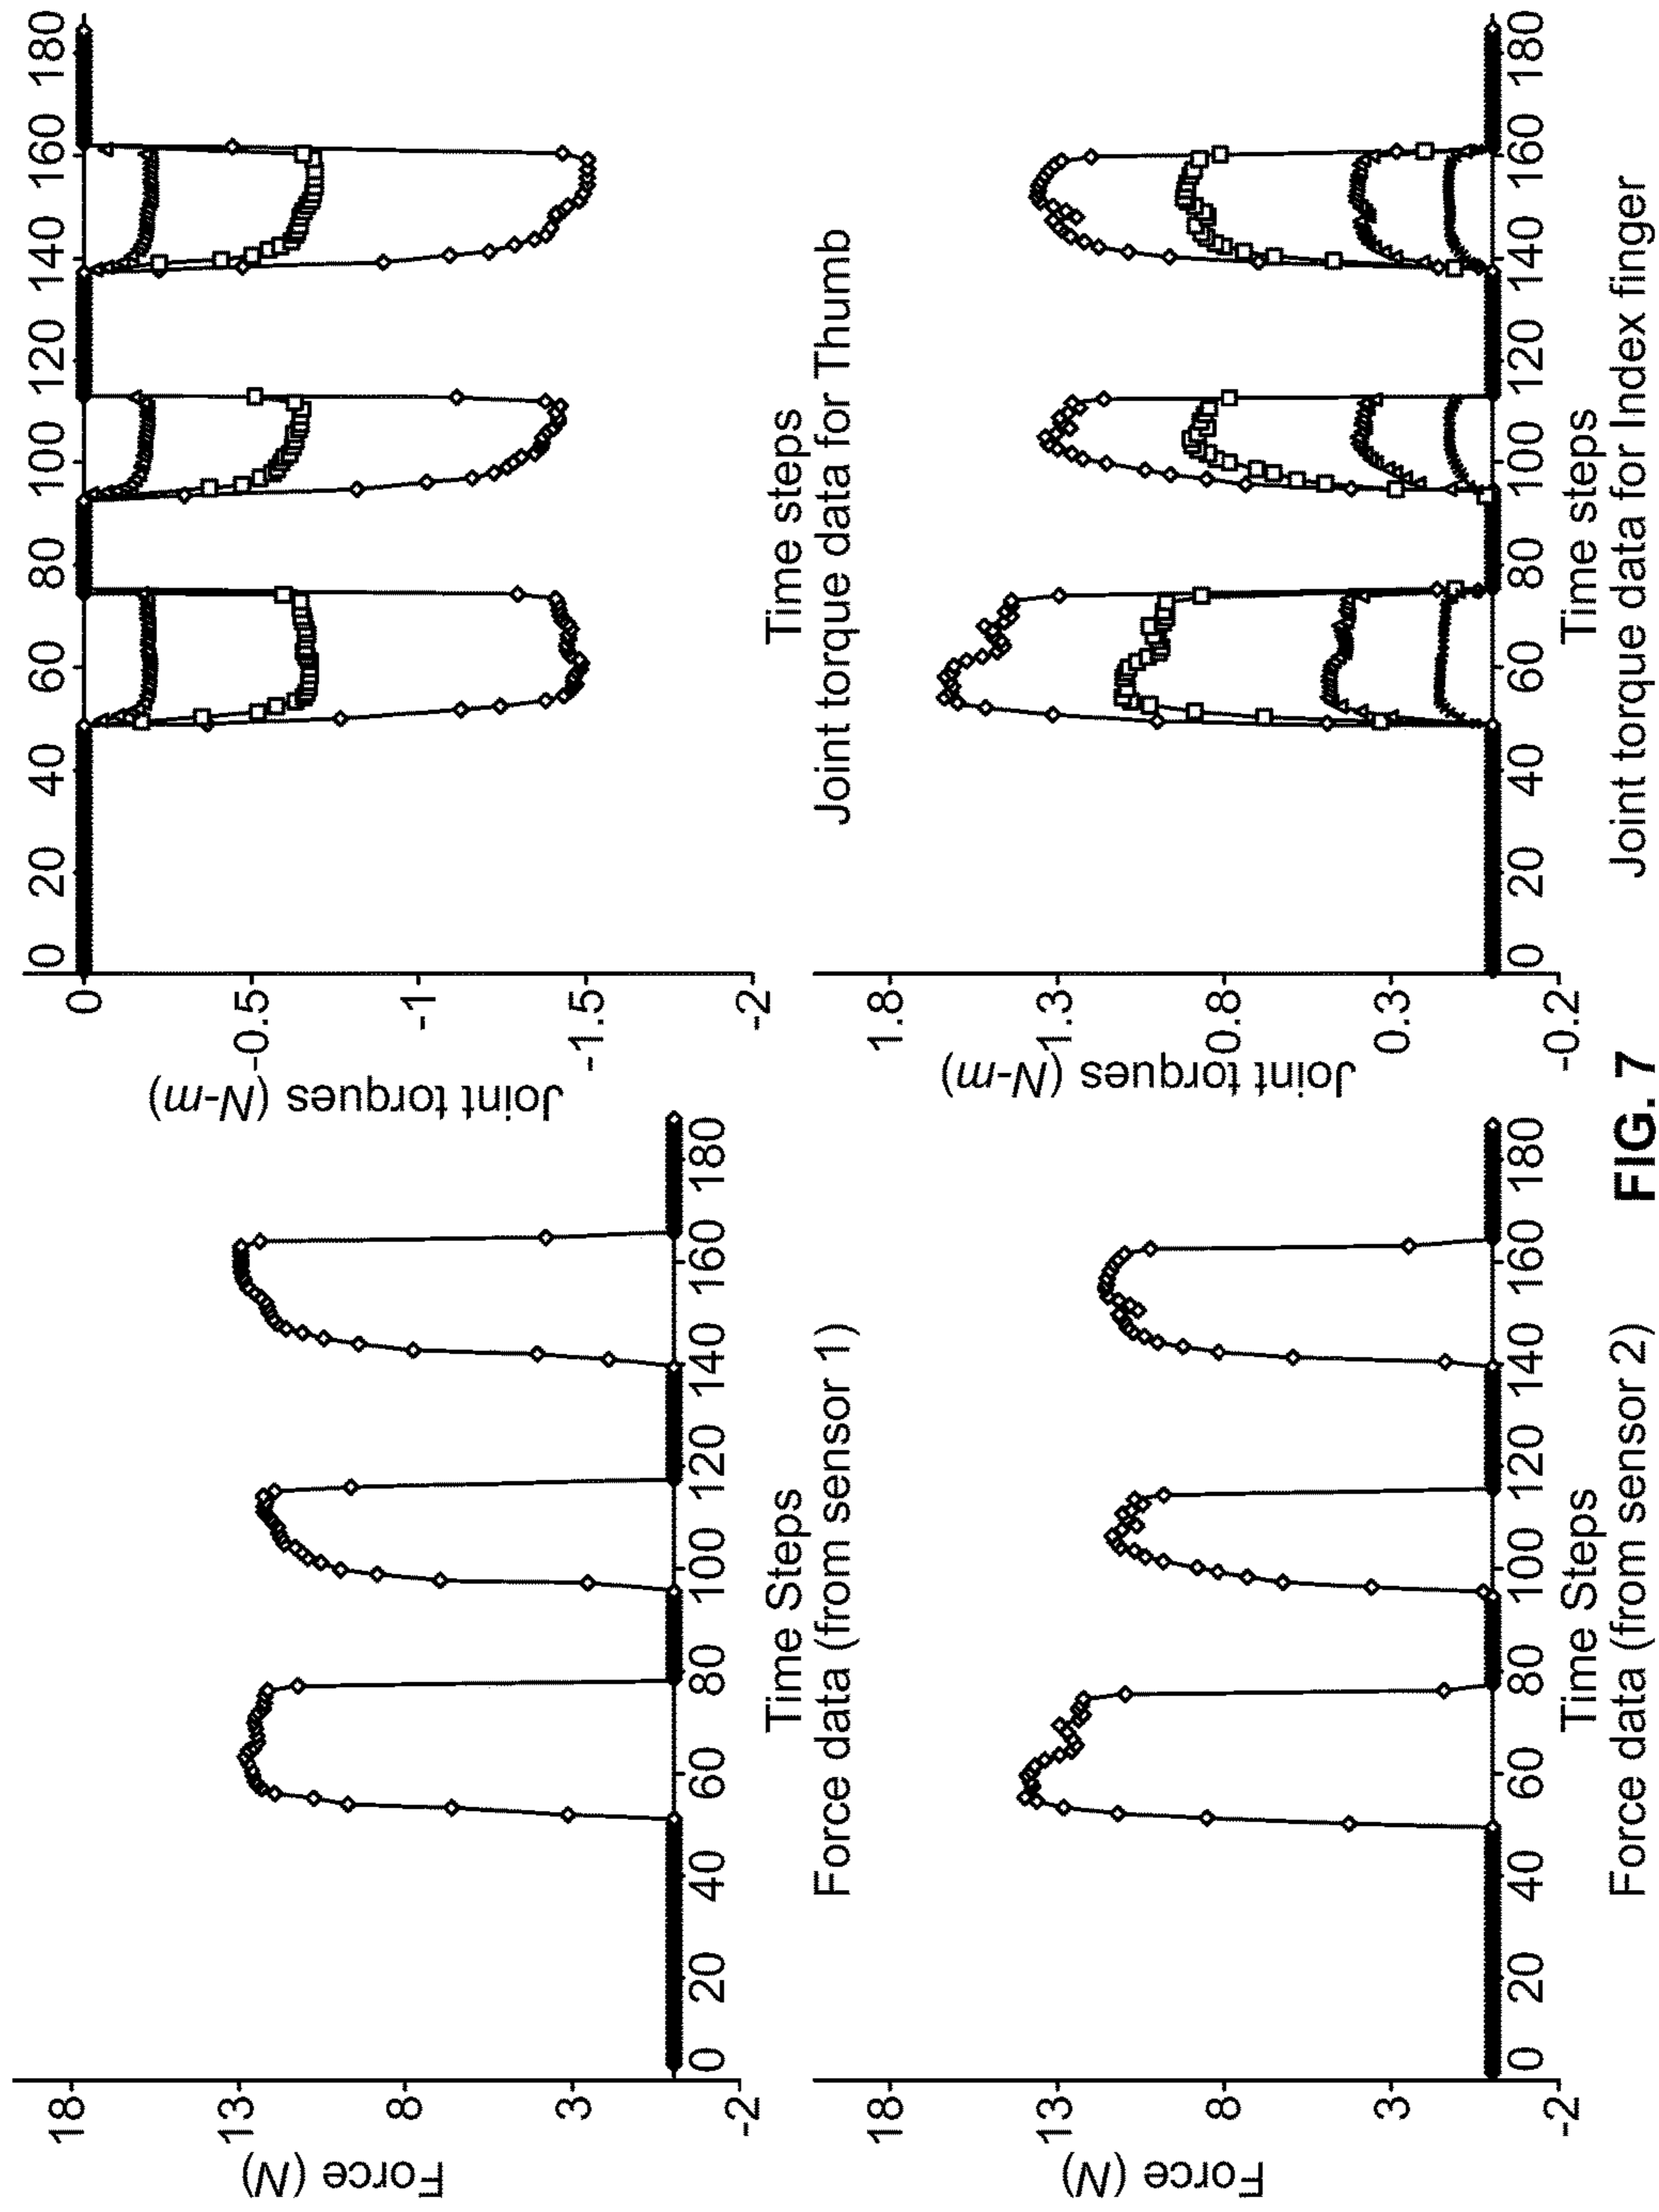 Force (N)
18
13
8
3
-2
0 20 40 60 80 100 120 140 160 180
Time Steps
Force data (from sensor 1)
Joint torques (N-m)
0 20 40 60 80 100 120 140 160 180
0
-0.5
-1
-1.5
-2
Time steps
Joint torque data for Thumb
Force (N)
18
13
8
3
-2
0 20 40 60 80 100 120 140 160 180
Time Steps
Force data (from sensor 2)
Joint torques (N-m)
1.8
1.3
0.8
0.3
-0.2
0 20 40 60 80 100 120 140 160 180
Time steps
Joint torque data for Index finger
FIG. 7